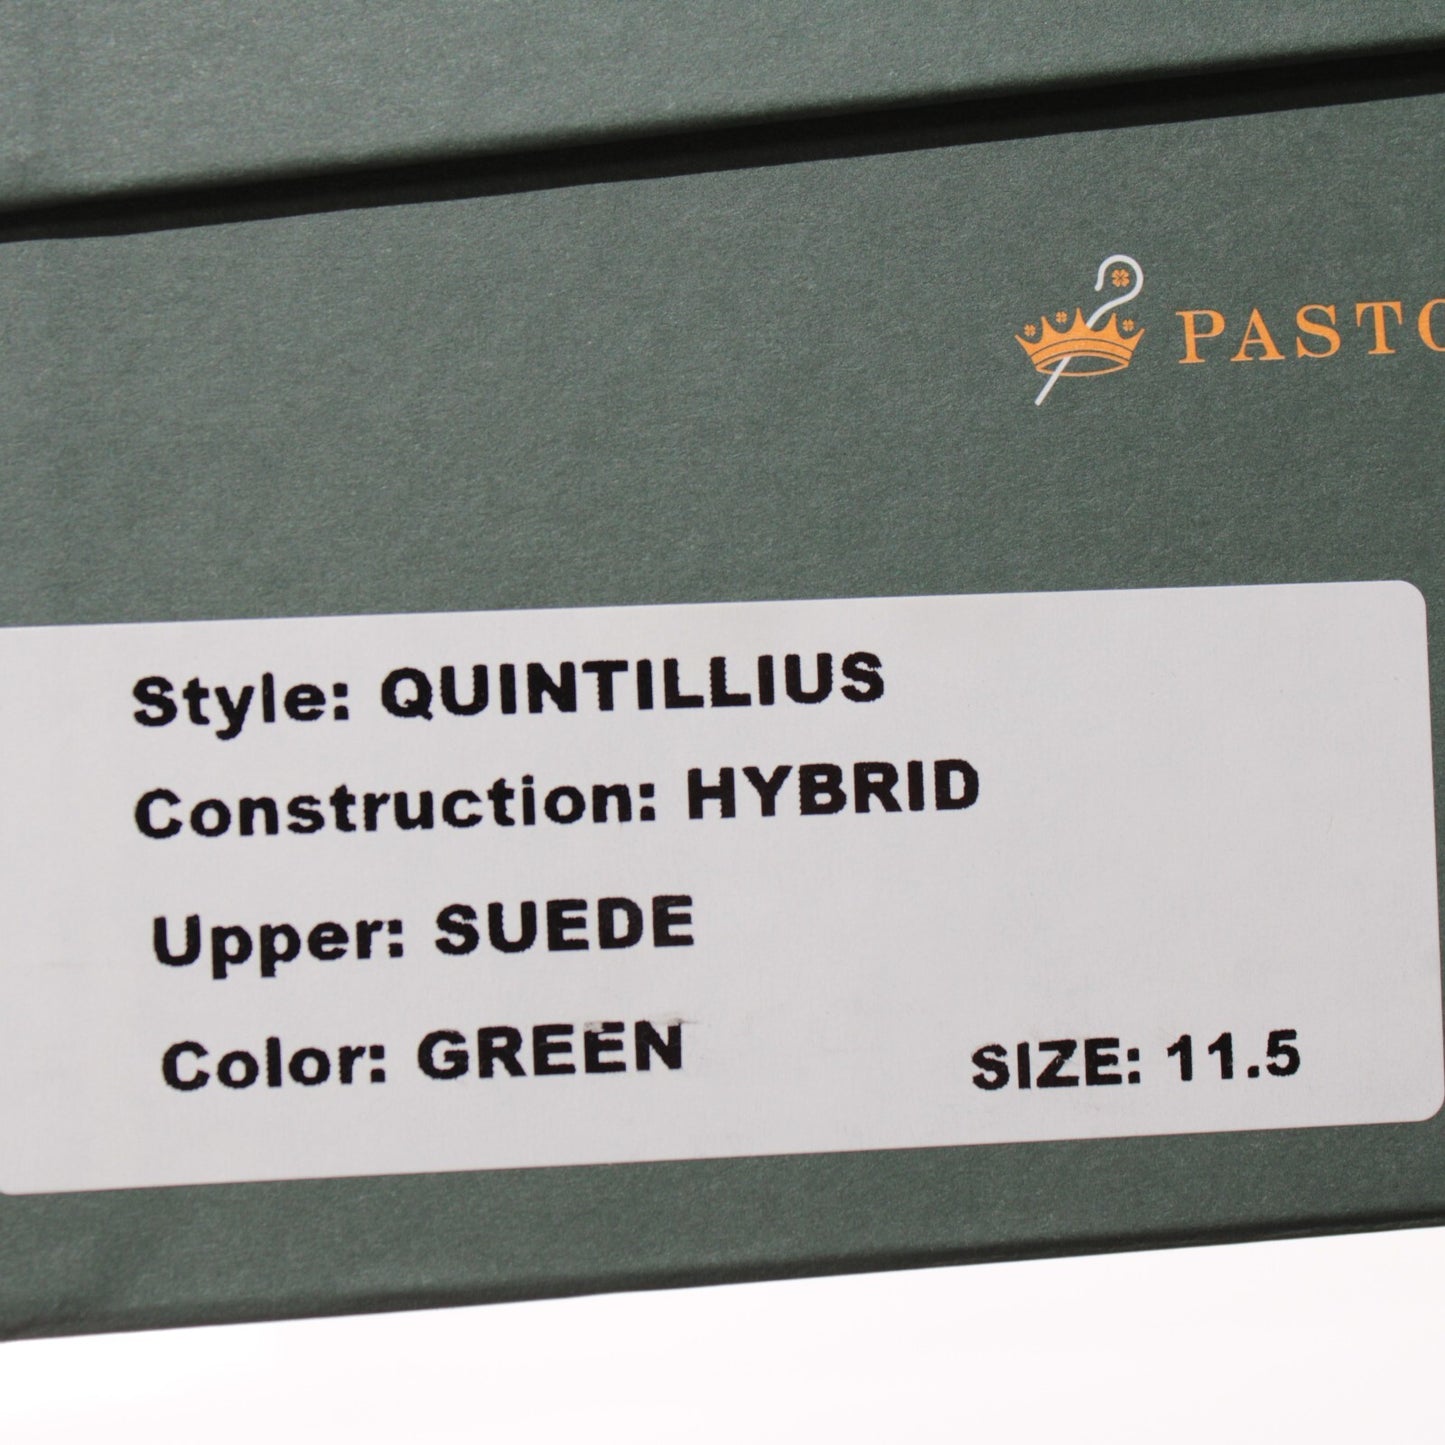 PASTO
Style: QUINTILLIUS
Construction: HYBRID
Upper: SUEDE
Color: GREEN
SIZE: 11.5